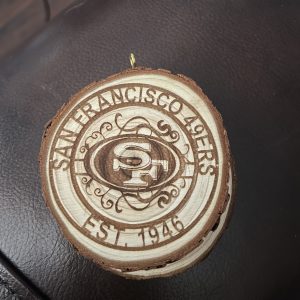 SAN FRANCISCO 49ERS
SF
EST. 1946